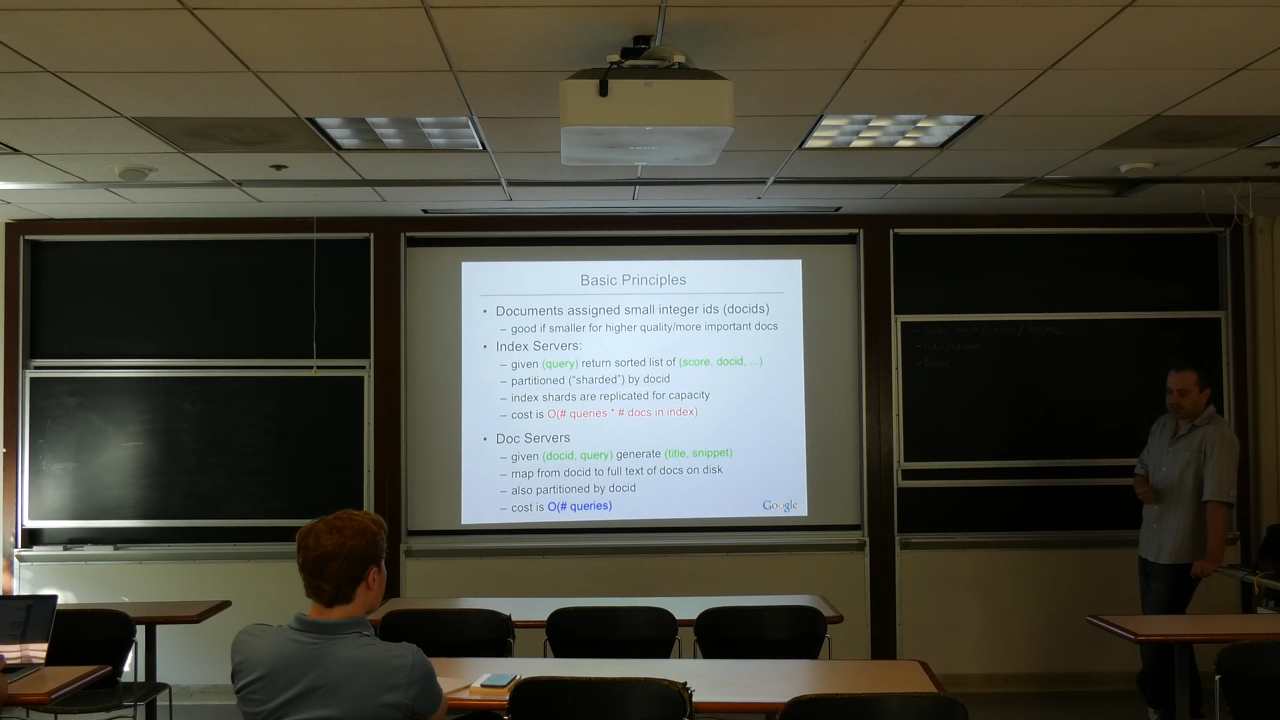 Basic Principles
• Documents assigned small integer ids (docids)
– good if smaller for higher quality/more important docs
• Index Servers:
– given (query) return sorted list of (score, docid, ...)
– partitioned ("sharded") by docid
– index shards are replicated for capacity
– cost is O(# queries * # docs in index)
• Doc Servers
– given (docid, query) generate (title, snippet)
– map from docid to full text of docs on disk
– also partitioned by docid
– cost is O(# queries)
Google